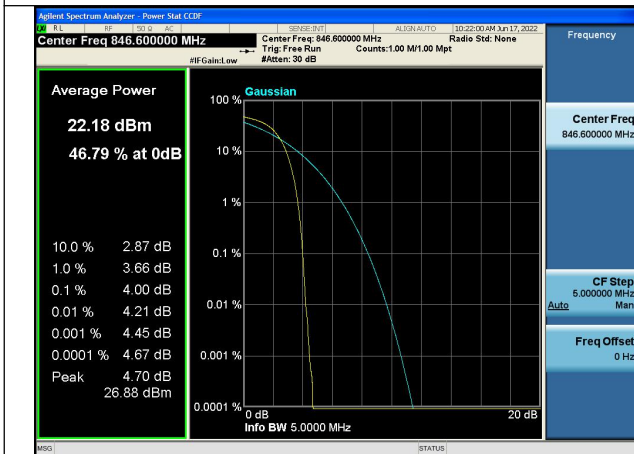 Agilent Spectrum Analyzer - Power Stat CCDF
RL RF 50 Ω AC SENSE:INT ALIGN AUTO 10:22:00 AM Jun 17, 2022
Center Freq 846.600000 MHz
Center Freq: 846.600000 MHz Radio Std: None
Trig: Free Run Counts:1.00 M/1.00 Mpt
#IFGain:Low #Atten: 30 dB
Frequency
Average Power
22.18 dBm
46.79 % at 0dB
10.0 % 2.87 dB
1.0 % 3.66 dB
0.1 % 4.00 dB
0.01 % 4.21 dB
0.001 % 4.45 dB
0.0001 % 4.67 dB
Peak 4.70 dB
26.88 dBm
100 % Gaussian
10 %
1 %
0.1 %
0.01 %
0.001 %
0.0001 %
0 dB 20 dB
Info BW 5.0000 MHz
Center Freq
846.600000 MHz
CF Step
5.000000 MHz
Auto Man
Freq Offset
0 Hz
MSG STATUS